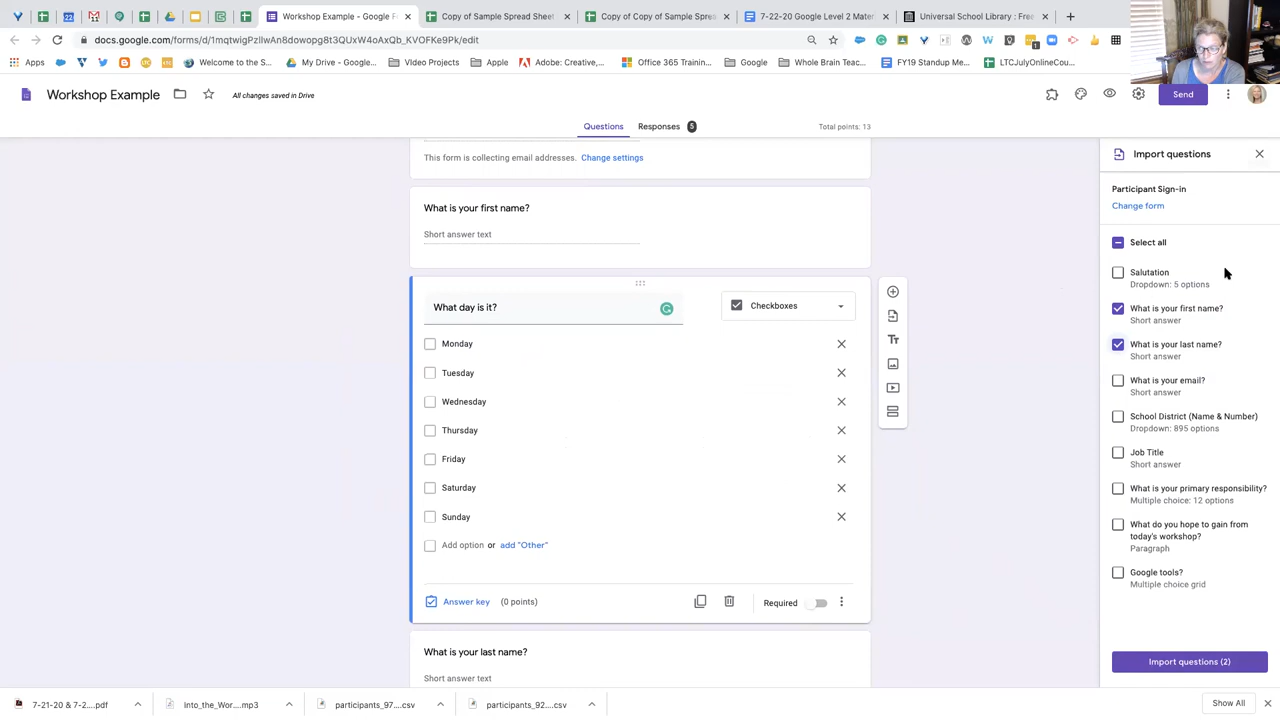 Workshop Example - Google F
Copy of Sample Spread Sheet
Copy of Copy of Sample Spre
7-22-20 Google Level 2 Mater
Universal School Library : Free
Apps
My Drive - Google...
Welcome to the S...
Video Projects
Apple
Adobe: Creative,...
Office 365 Trainin...
Google
Whole Brain Teac...
FY19 Standup Me...
LTCJulyOnlineCou...
Workshop Example
All changes saved in Drive
Send
Questions
Responses
5
Total points: 13
This form is collecting email addresses. Change settings
What is your first name?
Short answer text
What day is it?
Checkboxes
Monday
Tuesday
Wednesday
Thursday
Friday
Saturday
Sunday
Add option or add "Other"
Answer key (0 points)
Required
What is your last name?
Short answer text
Import questions
Participant Sign-in
Change form
Select all
Salutation
Dropdown: 5 options
What is your first name?
Short answer
What is your last name?
Short answer
What is your email?
Short answer
School District (Name & Number)
Dropdown: 895 options
Job Title
Short answer
What is your primary responsibility?
Multiple choice: 12 options
What do you hope to gain from
today's workshop?
Paragraph
Google tools?
Multiple choice grid
Import questions (2)
7-21-20 & 7-2....pdf
Into_the_Wor....mp3
participants_97....csv
participants_92....csv
Show All